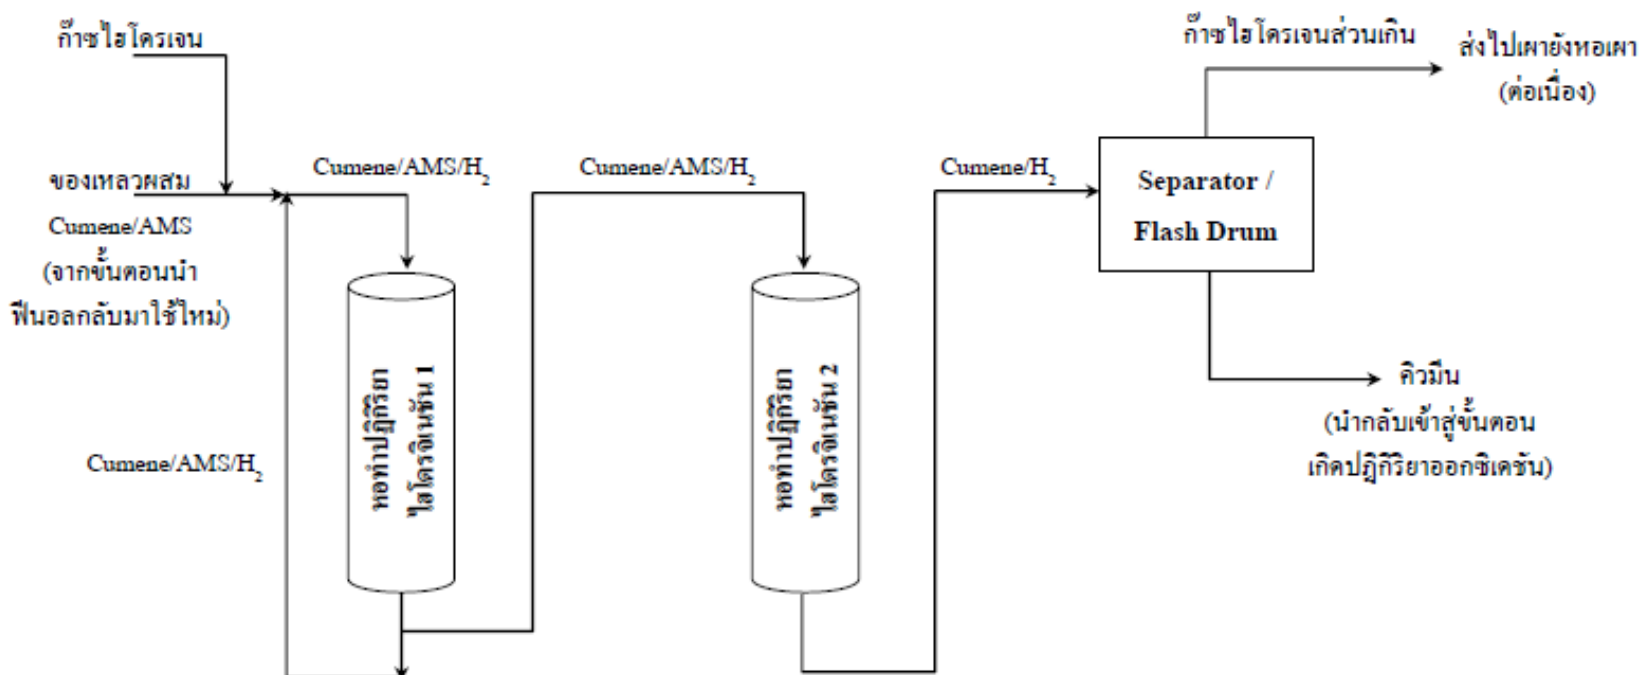 ก๊าซไฮโดรเจน
ก๊าซไฮโดรเจนส่วนเกิน
ส่งไปเผายังหอเผา
(ต่อเนื่อง)
ของเหลวผสม
Cumene/AMS
(จากขั้นตอนนำ
ฟีนอลกลับมาใช้ใหม่)
Cumene/AMS/H₂
Cumene/AMS/H₂
Cumene/H₂
Separator /
Flash Drum
หอทำปฏิกิริยา
ไฮโดรจิเนชัน 1
หอทำปฏิกิริยา
ไฮโดรจิเนชัน 2
Cumene/AMS/H₂
คิวมีน
(นำกลับเข้าสู่ขั้นตอน
เกิดปฏิกิริยาออกซิเดชัน)